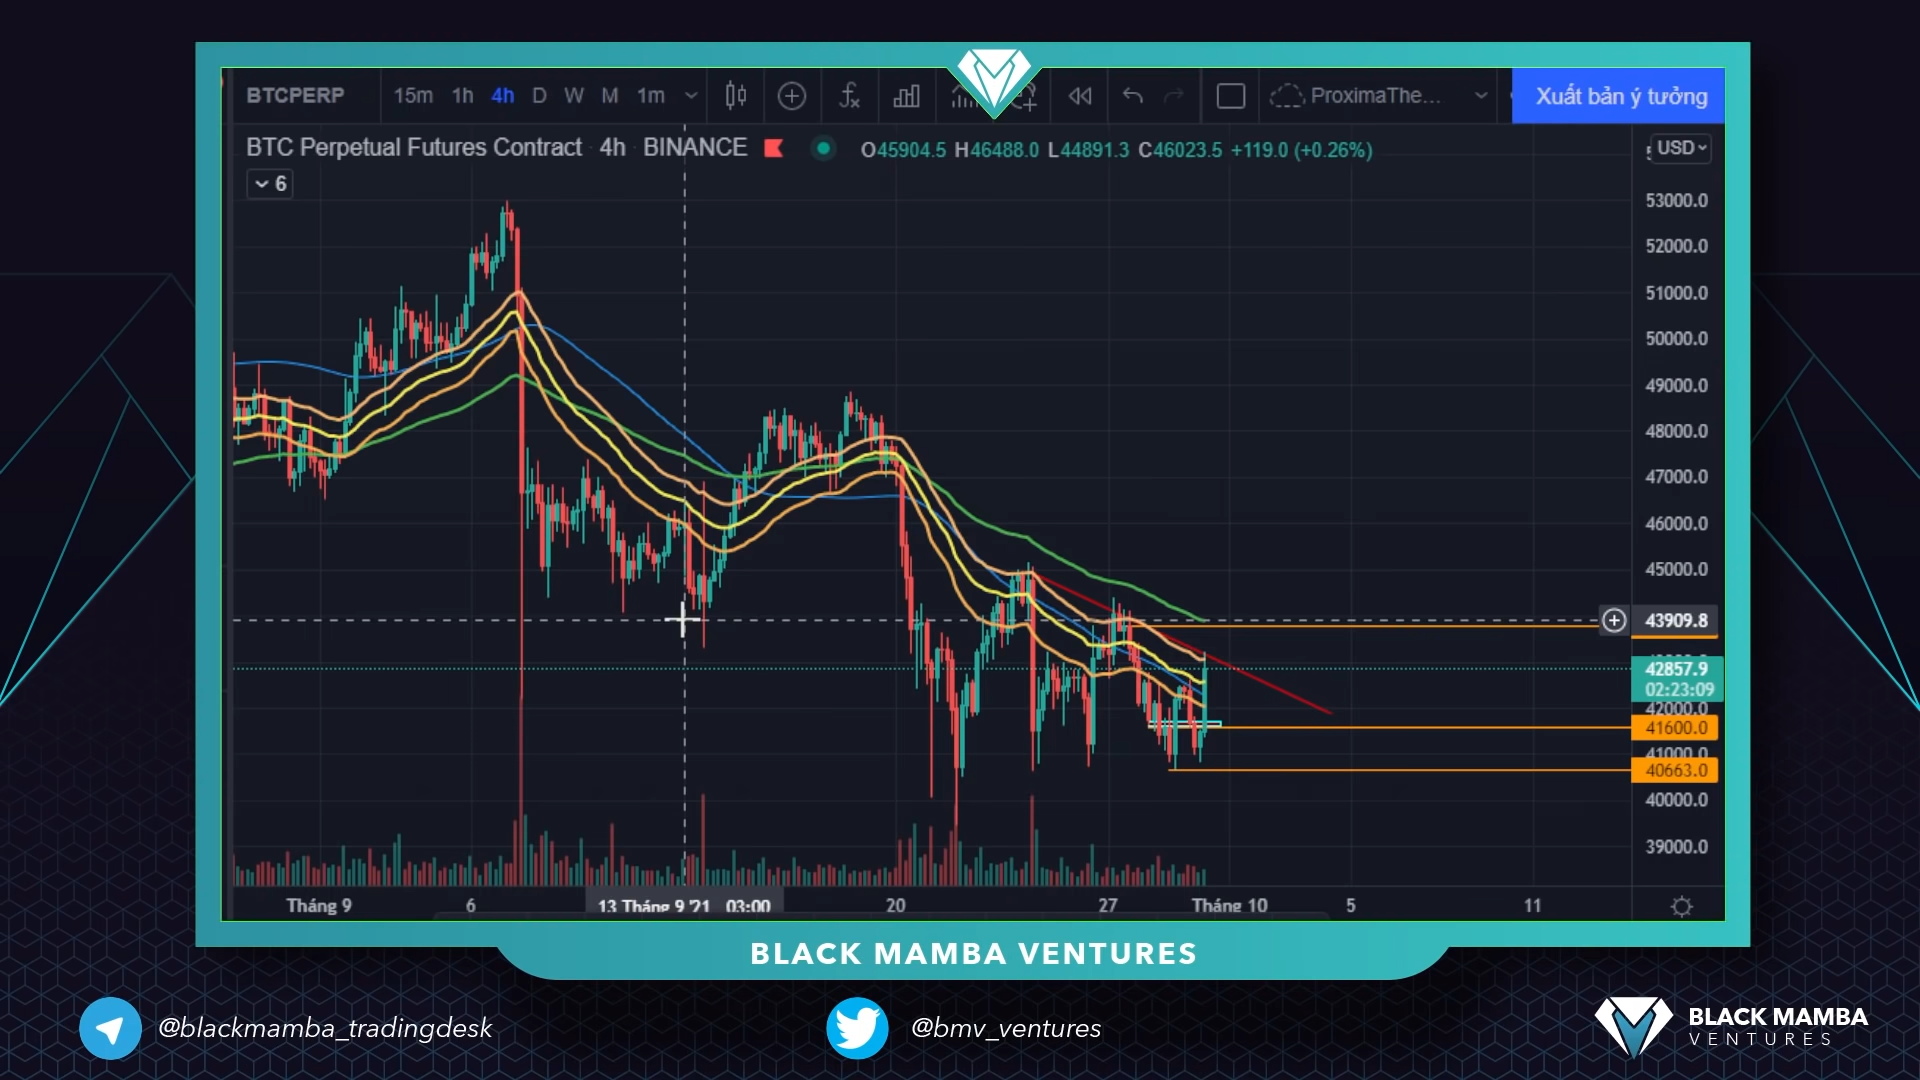 BTCPERP 15m 1h 4h D W M 1m ProximaThe... Xuất bản ý tưởng
BTC Perpetual Futures Contract · 4h · BINANCE O45904.5 H46488.0 L44891.3 C46023.5 +119.0 (+0.26%) USD
6
53000.0
52000.0
51000.0
50000.0
49000.0
48000.0
47000.0
46000.0
45000.0
43909.8
42857.9
02:23:09
42000.0
41600.0
41000.0
40663.0
40000.0
39000.0
Tháng 9 6 13 Tháng 9 '21 03:00 20 27 Tháng 10 5 11
BLACK MAMBA VENTURES
@blackmamba_tradingdesk @bmv_ventures
BLACK MAMBA
VENTURES